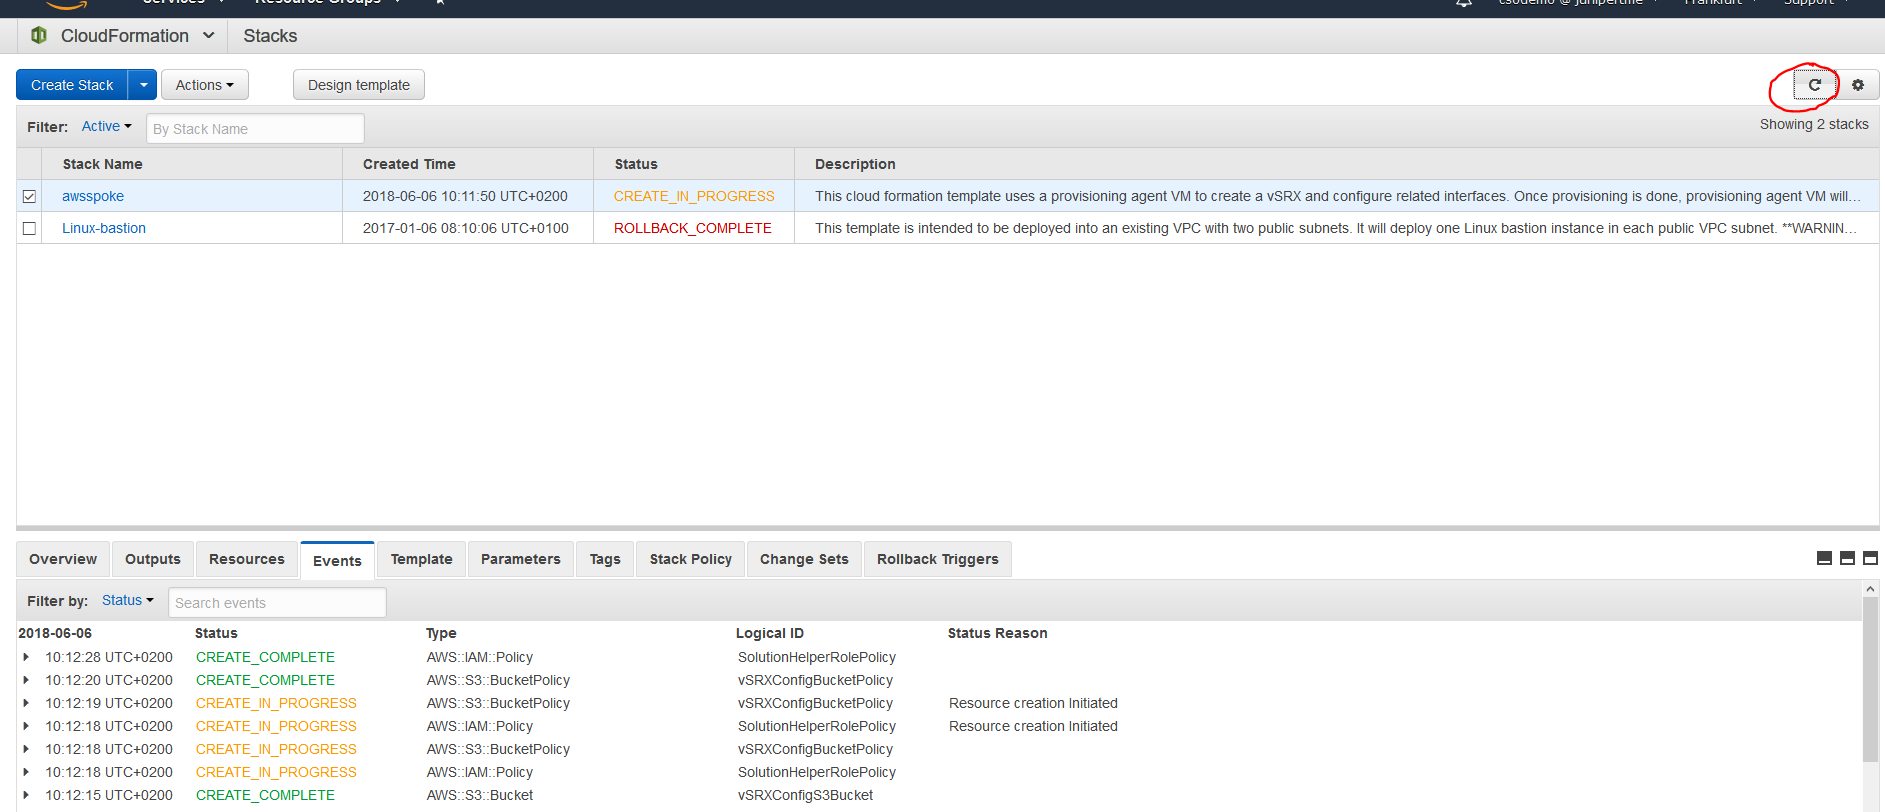 Services Resource Groups csodemo @ junipertme Frankfurt Support
CloudFormation Stacks
Create Stack Actions Design template
Filter: Active By Stack Name Showing 2 stacks
Stack Name Created Time Status Description
awsspoke 2018-06-06 10:11:50 UTC+0200 CREATE_IN_PROGRESS This cloud formation template uses a provisioning agent VM to create a vSRX and configure related interfaces. Once provisioning is done, provisioning agent VM will…
Linux-bastion 2017-01-06 08:10:06 UTC+0100 ROLLBACK_COMPLETE This template is intended to be deployed into an existing VPC with two public subnets. It will deploy one Linux bastion instance in each public VPC subnet. **WARNIN…
Overview Outputs Resources Events Template Parameters Tags Stack Policy Change Sets Rollback Triggers
Filter by: Status Search events
2018-06-06 Status Type Logical ID Status Reason
10:12:28 UTC+0200 CREATE_COMPLETE AWS::IAM::Policy SolutionHelperRolePolicy
10:12:20 UTC+0200 CREATE_COMPLETE AWS::S3::BucketPolicy vSRXConfigBucketPolicy
10:12:19 UTC+0200 CREATE_IN_PROGRESS AWS::S3::BucketPolicy vSRXConfigBucketPolicy Resource creation Initiated
10:12:18 UTC+0200 CREATE_IN_PROGRESS AWS::IAM::Policy SolutionHelperRolePolicy Resource creation Initiated
10:12:18 UTC+0200 CREATE_IN_PROGRESS AWS::S3::BucketPolicy vSRXConfigBucketPolicy
10:12:18 UTC+0200 CREATE_IN_PROGRESS AWS::IAM::Policy SolutionHelperRolePolicy
10:12:15 UTC+0200 CREATE_COMPLETE AWS::S3::Bucket vSRXConfigS3Bucket